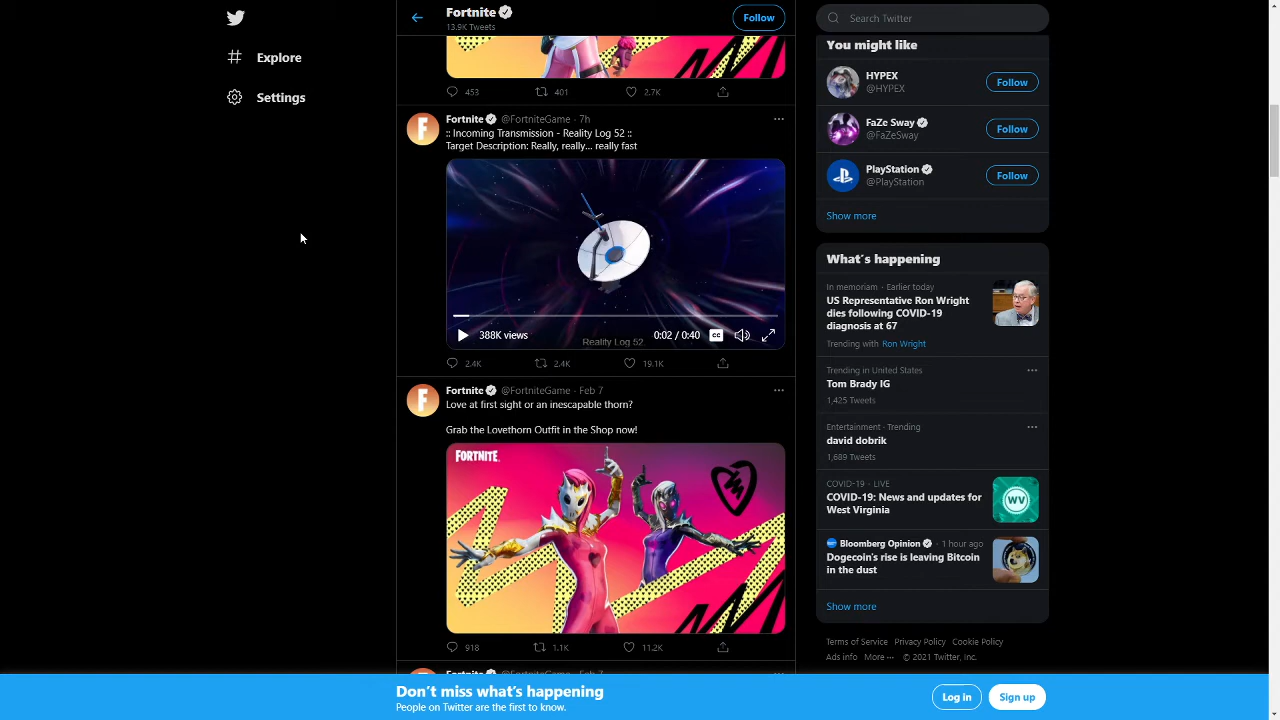 Explore
Settings
Fortnite
13.9K Tweets
453
401
2.7K
Fortnite @FortniteGame · 7h
:: Incoming Transmission - Reality Log 52 ::
Target Description: Really, really... really fast
388K views
0:02 / 0:40
CC
Reality Log 52
2.4K
2.4K
19.1K
Fortnite @FortniteGame · Feb 7
Love at first sight or an inescapable thorn?
Grab the Lovethorn Outfit in the Shop now!
FORTNITE
918
1.1K
11.2K
Fortnite @FortniteGame · Feb 7
Don't miss what's happening
People on Twitter are the first to know.
Log in
Sign up
Follow
Search Twitter
You might like
HYPEX
@HYPEX
Follow
FaZe Sway
@FaZeSway
Follow
PlayStation
@PlayStation
Follow
Show more
What's happening
In memoriam · Earlier today
US Representative Ron Wright
dies following COVID-19
diagnosis at 67
Trending with Ron Wright
Trending in United States
Tom Brady IG
1,425 Tweets
Entertainment · Trending
david dobrik
1,689 Tweets
COVID-19 · LIVE
COVID-19: News and updates for
West Virginia
WV
Bloomberg Opinion · 1 hour ago
Dogecoin's rise is leaving Bitcoin
in the dust
Show more
Terms of Service Privacy Policy Cookie Policy
Ads info More ··· © 2021 Twitter, Inc.